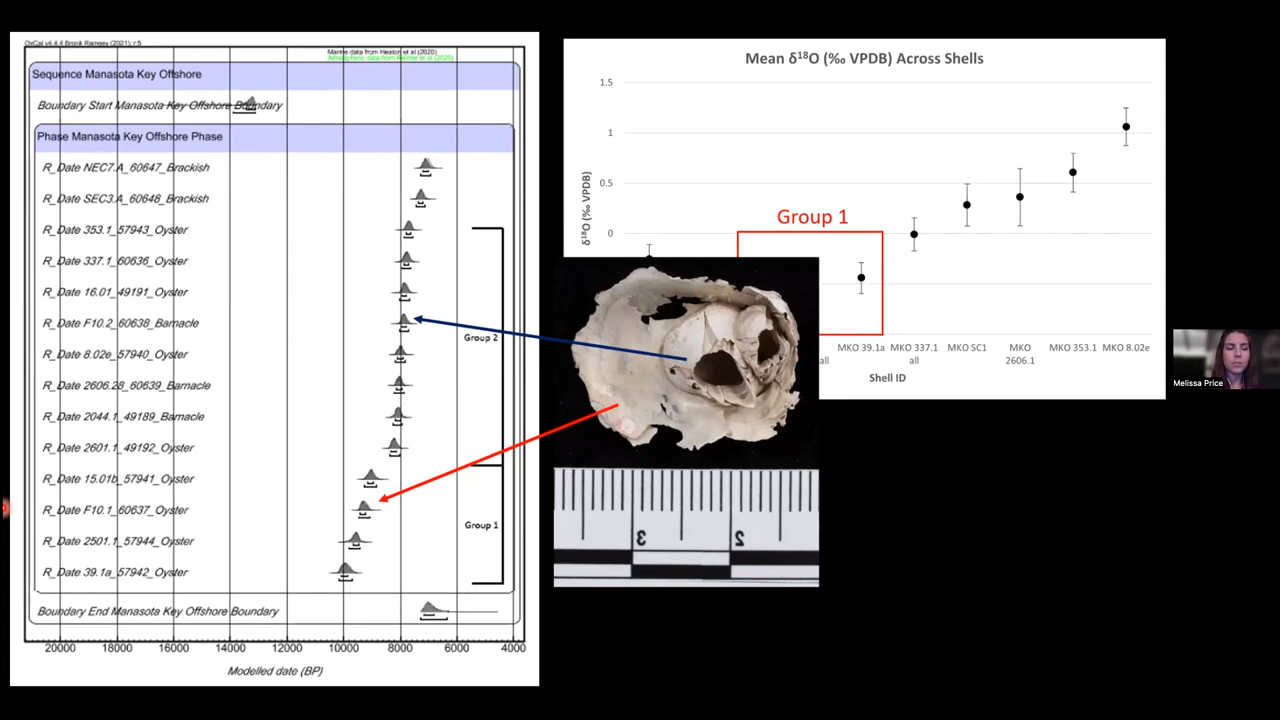 OxCal v4.4.4 Bronk Ramsey (2021); r:5
Marine data from Heaton et al (2020)
Sequence Manasota Key Offshore
Boundary Start Manasota Key Offshore Boundary
Phase Manasota Key Offshore Phase
R_Date NEC7.A_60647_Brackish
R_Date SEC3.A_60648_Brackish
R_Date 353.1_57943_Oyster
R_Date 337.1_60636_Oyster
R_Date 16.01_49191_Oyster
R_Date F10.2_60638_Barnacle
Group 2
R_Date 8.02e_57940_Oyster
R_Date 2606.28_60639_Barnacle
R_Date 2044.1_49189_Barnacle
R_Date 2601.1_49192_Oyster
R_Date 15.01b_57941_Oyster
R_Date F10.1_60637_Oyster
Group 1
R_Date 2501.1_57944_Oyster
R_Date 39.1a_57942_Oyster
Boundary End Manasota Key Offshore Boundary
20000 18000 16000 14000 12000 10000 8000 6000 4000
Modelled date (BP)
Mean δ¹⁸O (‰ VPDB) Across Shells
1.5
1
0.5
0
δ¹⁸O (‰ VPDB)
Group 1
MKO 39.1a MKO 337.1 MKO SC1 MKO MKO 353.1 MKO 8.02e
all all 2606.1
Shell ID
3 2
Melissa Price